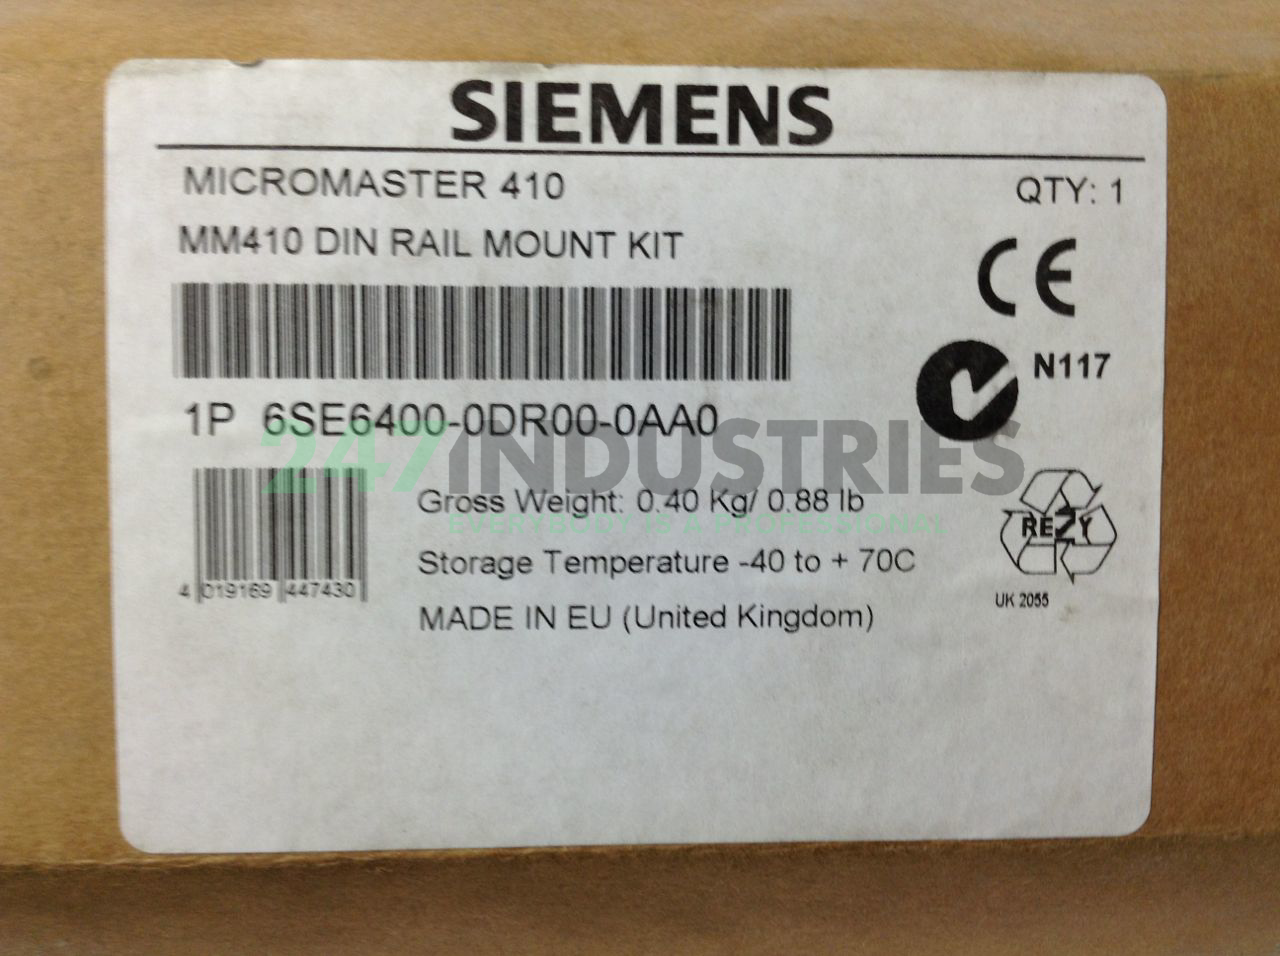 SIEMENS
MICROMASTER 410 QTY: 1
MM410 DIN RAIL MOUNT KIT
CE
N117
1P 6SE6400-0DR00-0AA0
247INDUSTRIES
EVERYBODY IS A PROFESSIONAL
Gross Weight: 0.40 Kg/ 0.88 lb
Storage Temperature -40 to + 70C
MADE IN EU (United Kingdom)
4 019169 447430
RESY
UK 2055